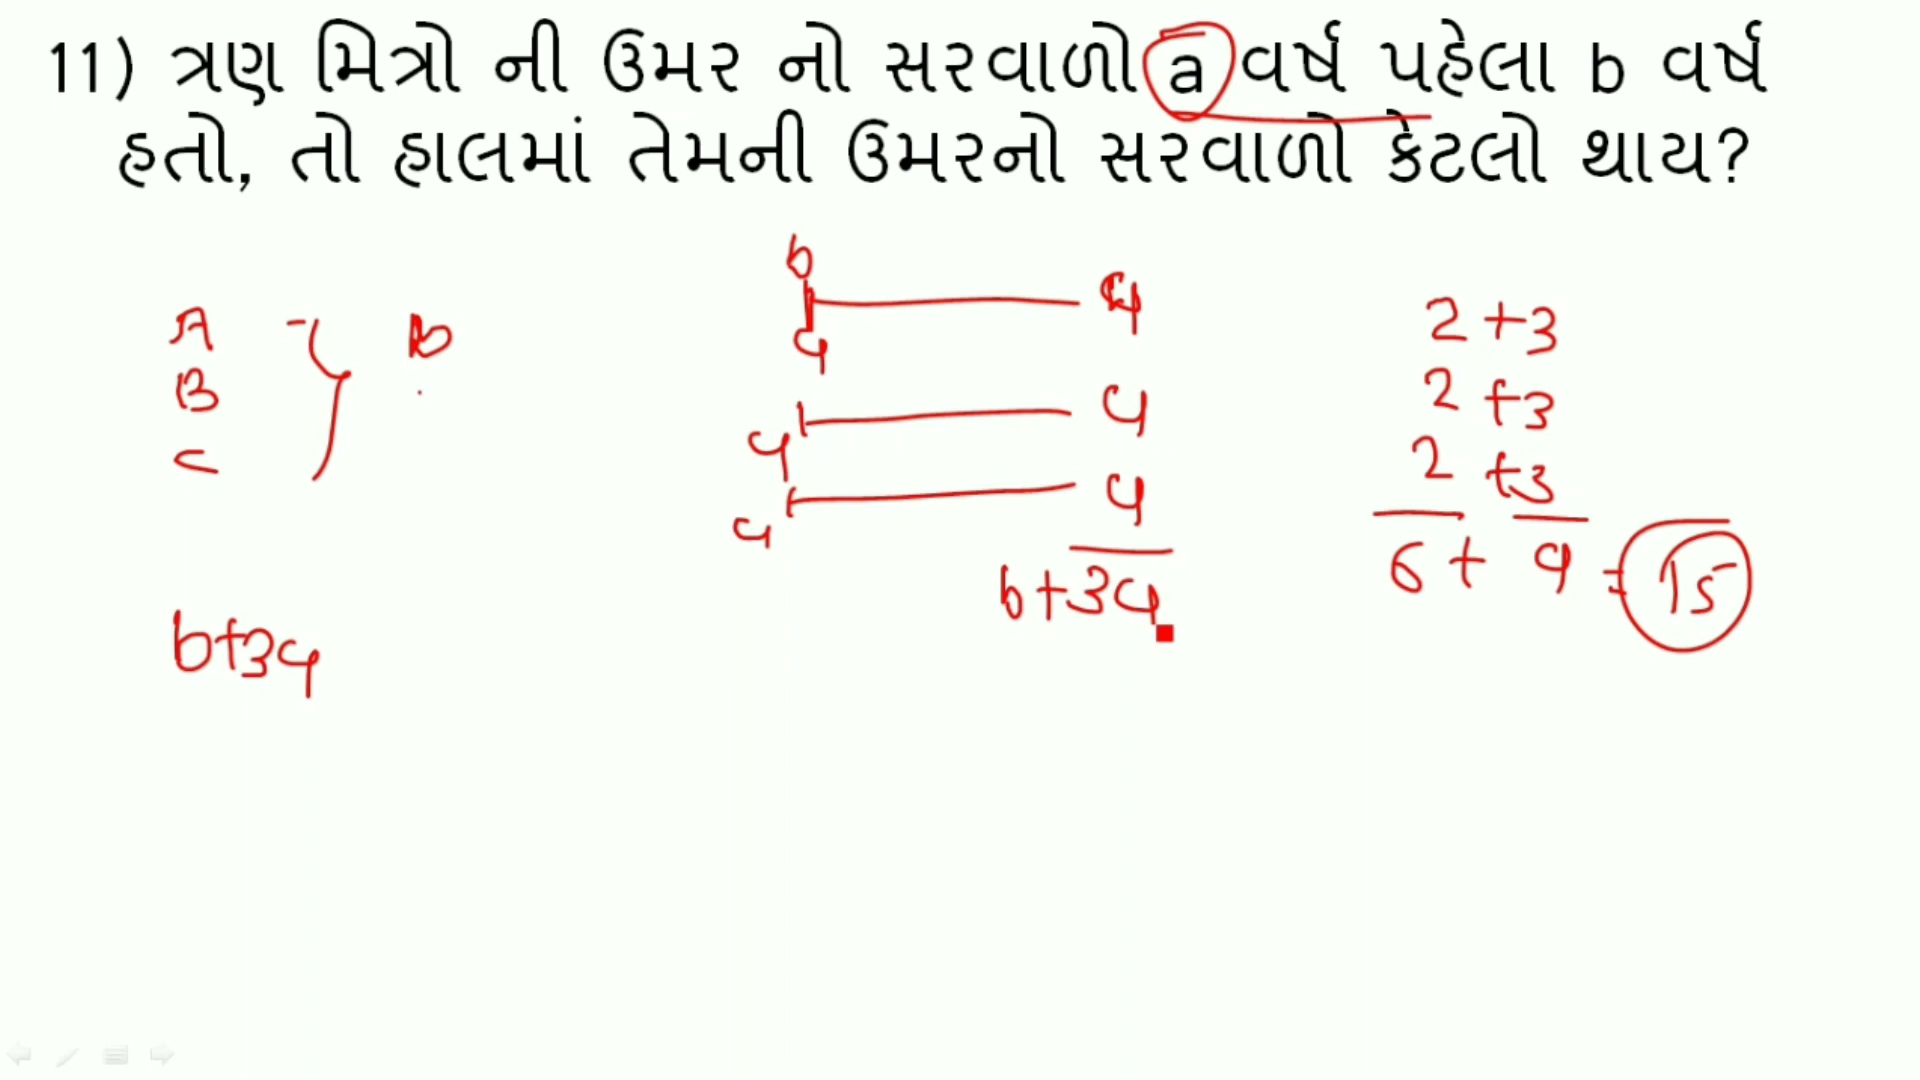 11) ત્રણ મિત્રો ની ઉમર નો સરવાળો a વર્ષ પહેલા b વર્ષ
હતો, તો હાલમાં તેમની ઉમરનો સરવાળો કેટલો થાય?
b
A b a 2 +3
a
B a 2 +3
a
C a 2 +3
a
b+3a 6 + 9 = 15
b+3a